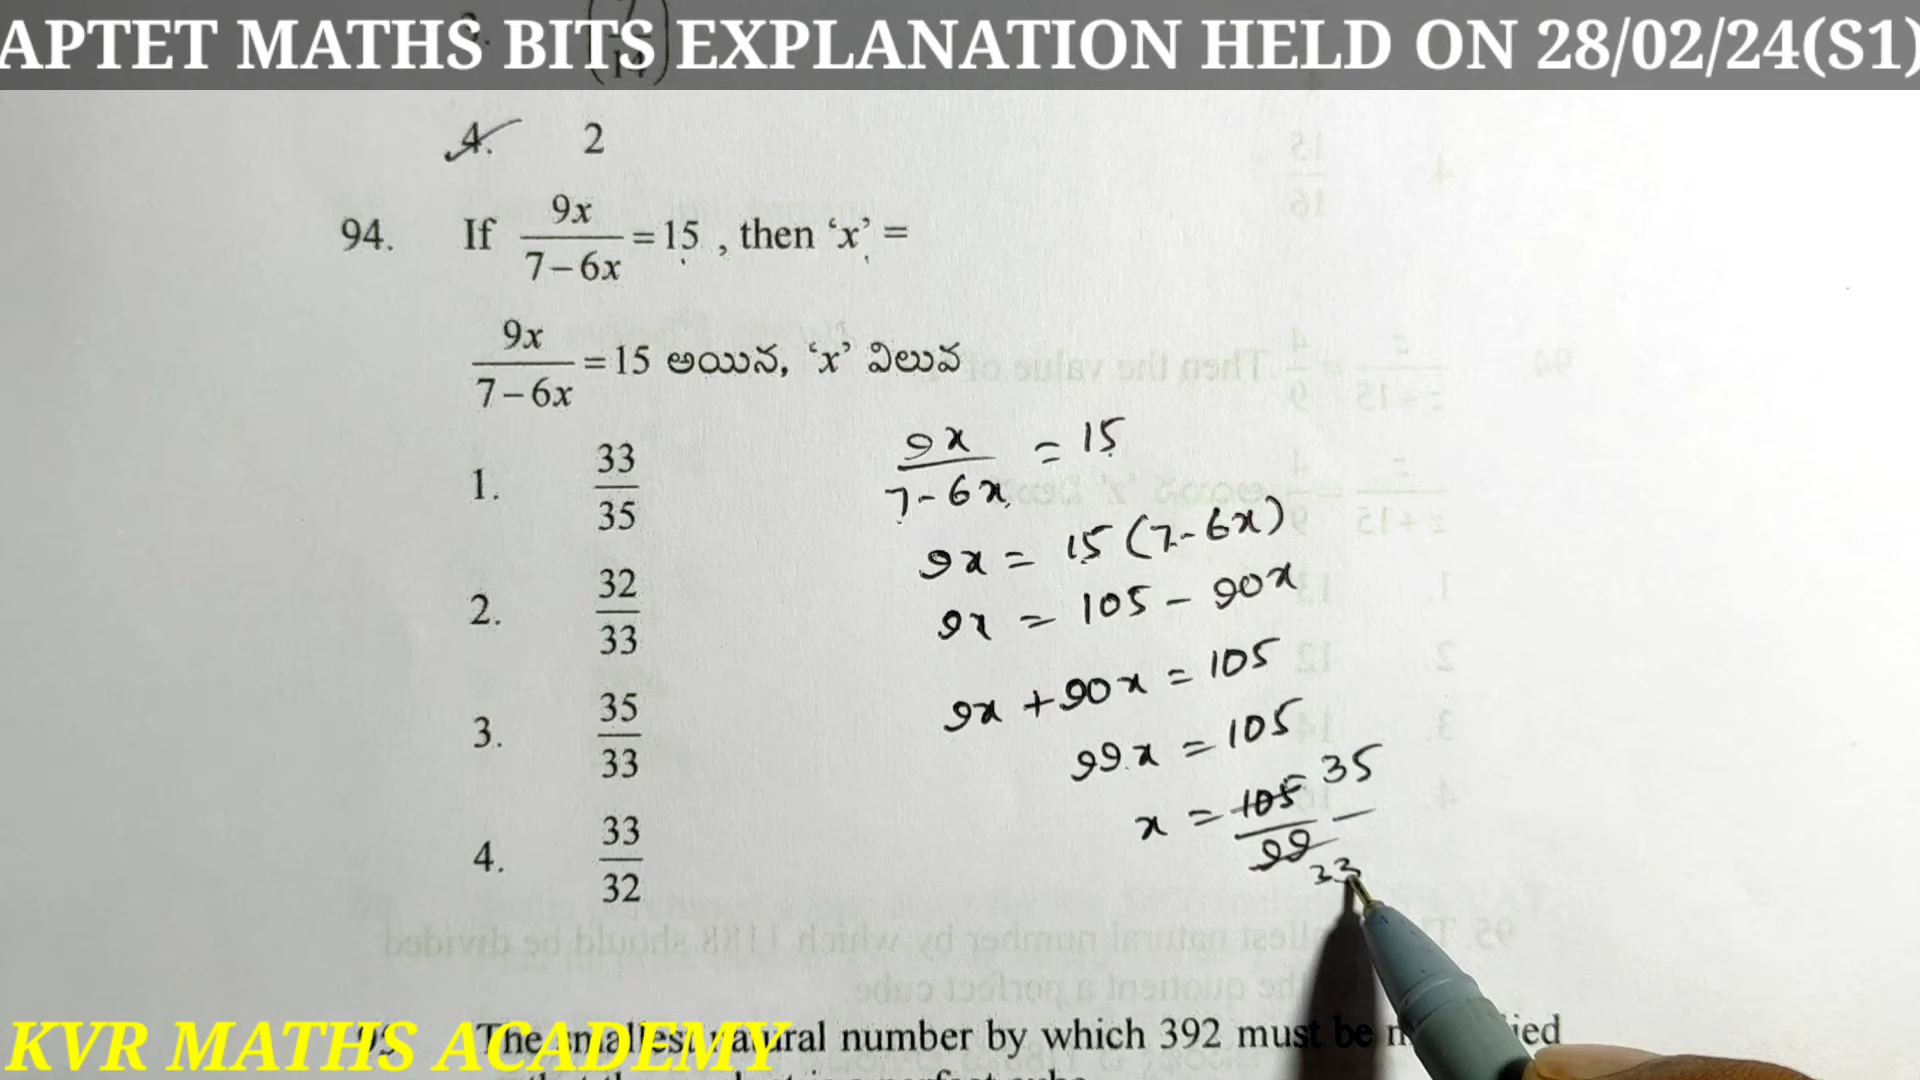 APTET MATHS BITS EXPLANATION HELD ON 28/02/24(S1)
4. 2
94. If 9x/(7-6x) = 15 , then ‘x’ =
9x/(7-6x) = 15 అయిన, ‘x’ విలువ
1. 33/35
2. 32/33
3. 35/33
4. 33/32
9x/(7-6x) = 15
9x = 15 (7-6x)
9x = 105 - 90x
9x + 90x = 105
99x = 105
x = 105/99 35/33
95 The smallest natural number by which 392 must be
KVR MATHS ACADEMY